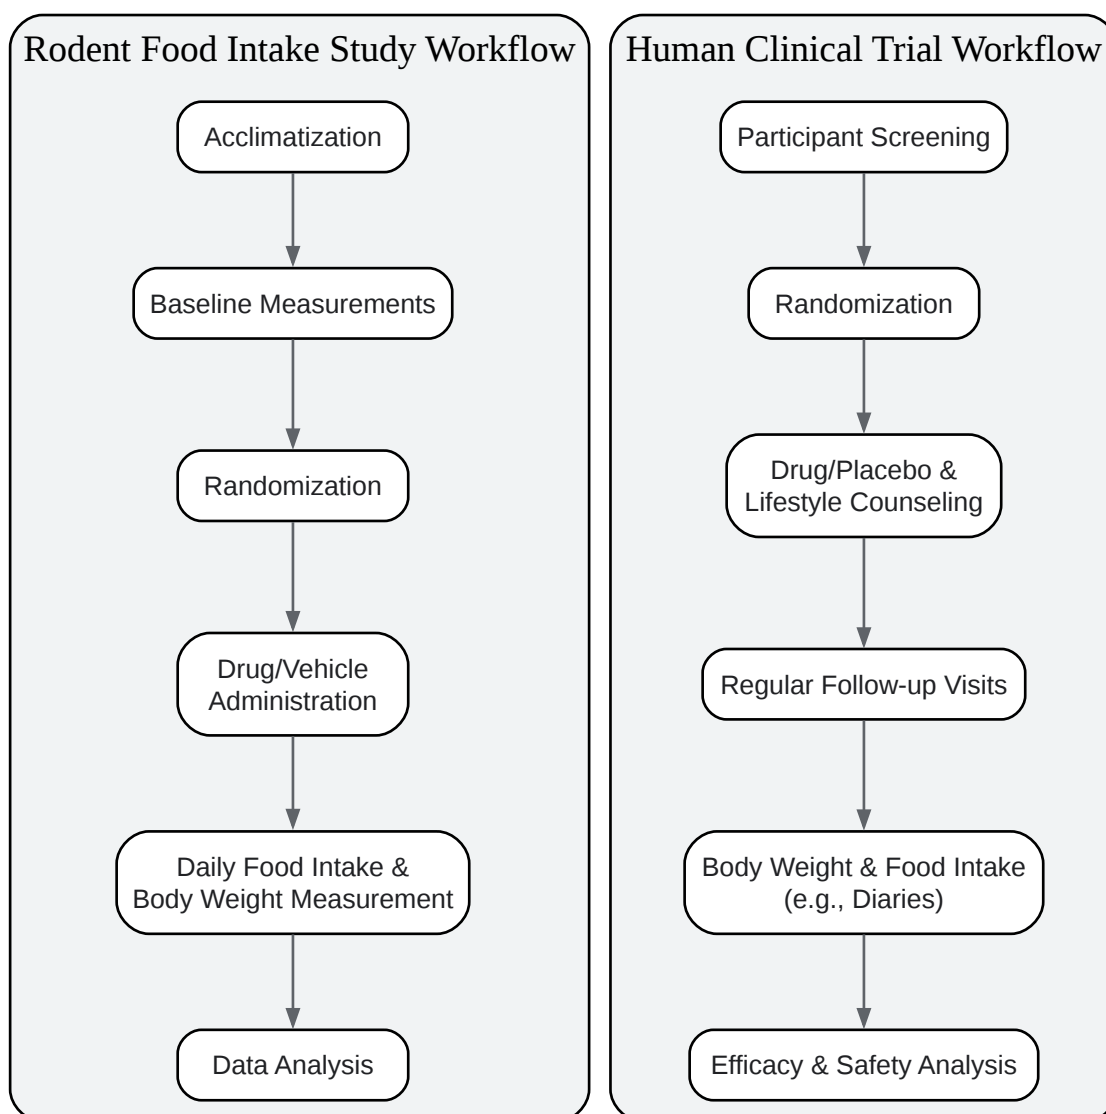 Rodent Food Intake Study Workflow
Acclimatization
Baseline Measurements
Randomization
Drug/Vehicle
Administration
Daily Food Intake &
Body Weight Measurement
Data Analysis
Human Clinical Trial Workflow
Participant Screening
Randomization
Drug/Placebo &
Lifestyle Counseling
Regular Follow-up Visits
Body Weight & Food Intake
(e.g., Diaries)
Efficacy & Safety Analysis